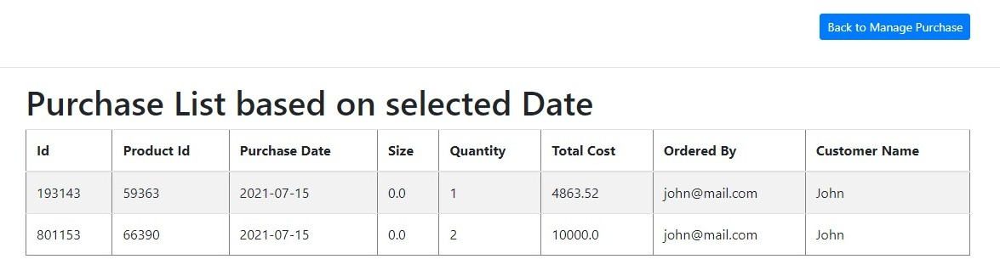 Back to Manage Purchase
Purchase List based on selected Date
Id Product Id Purchase Date Size Quantity Total Cost Ordered By Customer Name
193143 59363 2021-07-15 0.0 1 4863.52 john@mail.com John
801153 66390 2021-07-15 0.0 2 10000.0 john@mail.com John